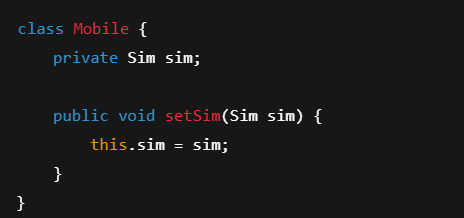 class Mobile {
    private Sim sim;

    public void setSim(Sim sim) {
        this.sim = sim;
    }
}